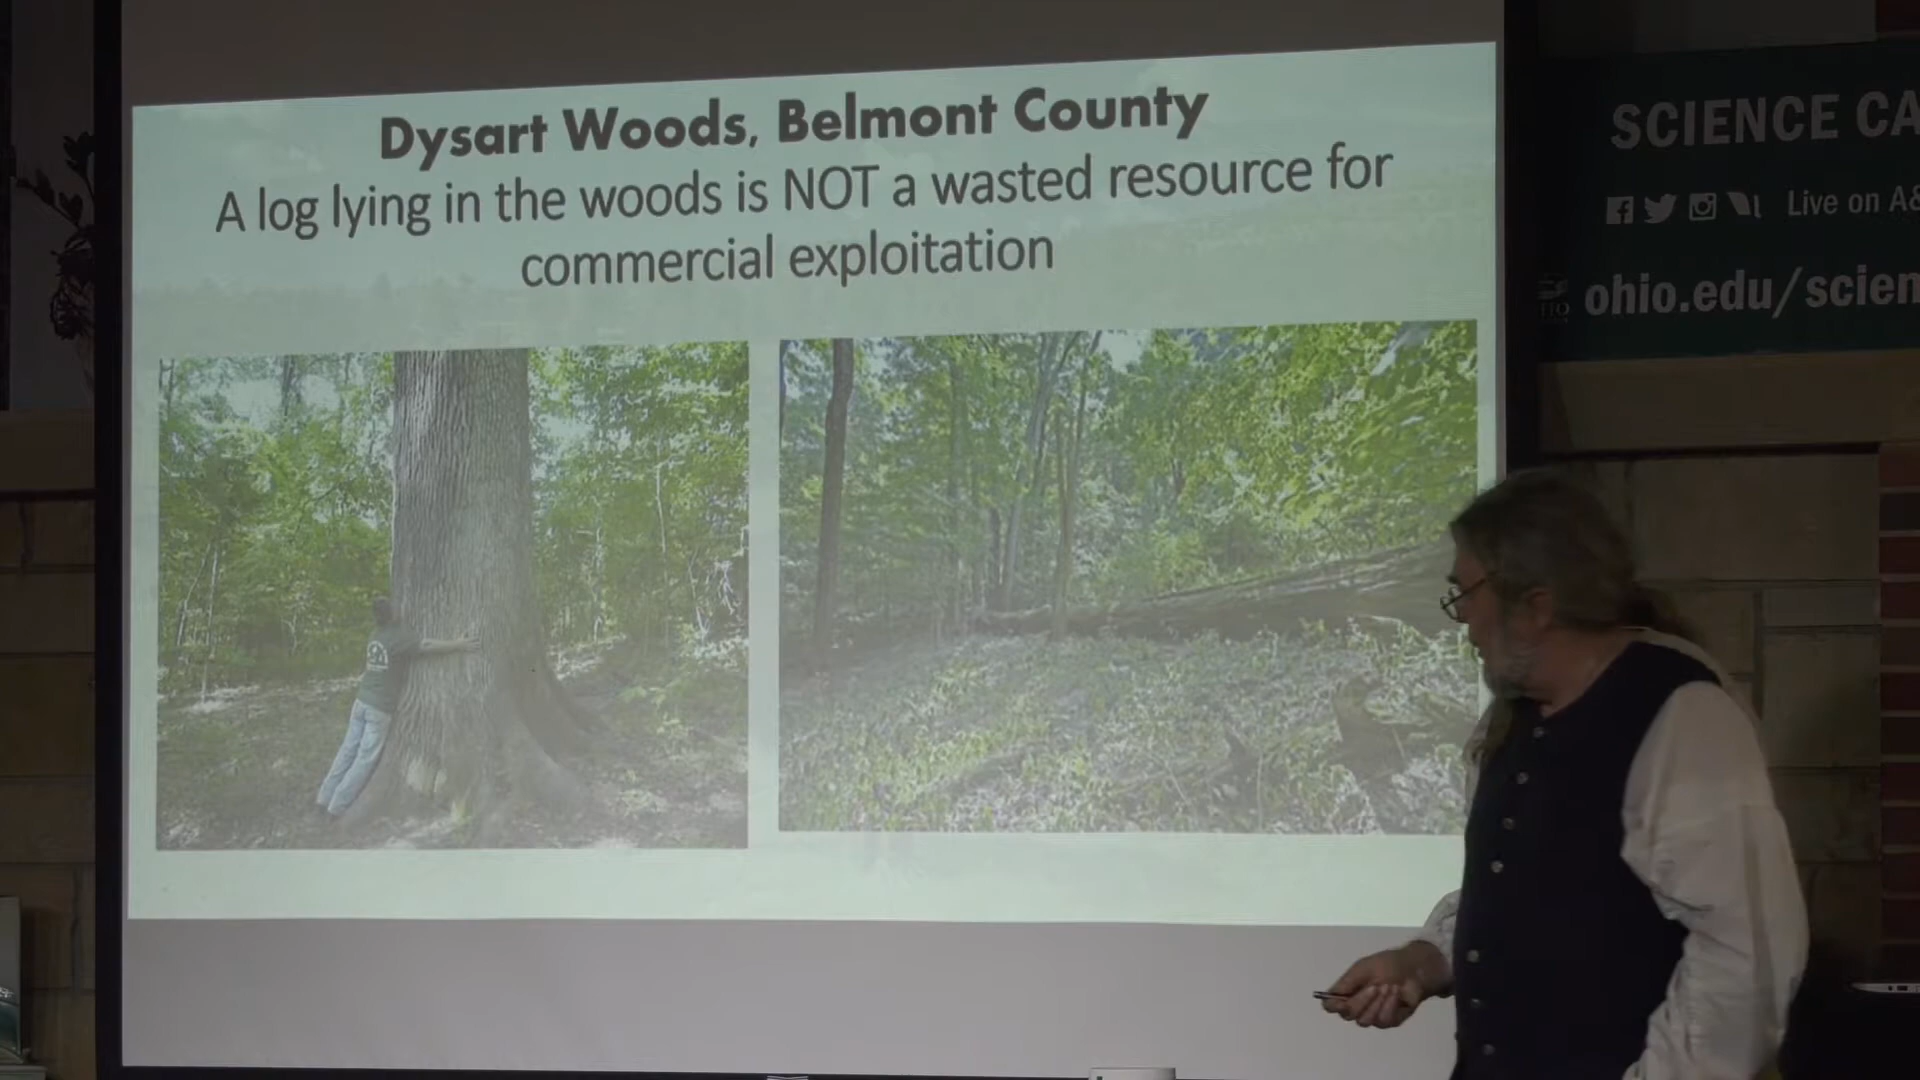 Dysart Woods, Belmont County
A log lying in the woods is NOT a wasted resource for
commercial exploitation
SCIENCE CA
Live on A&
ohio.edu/scien